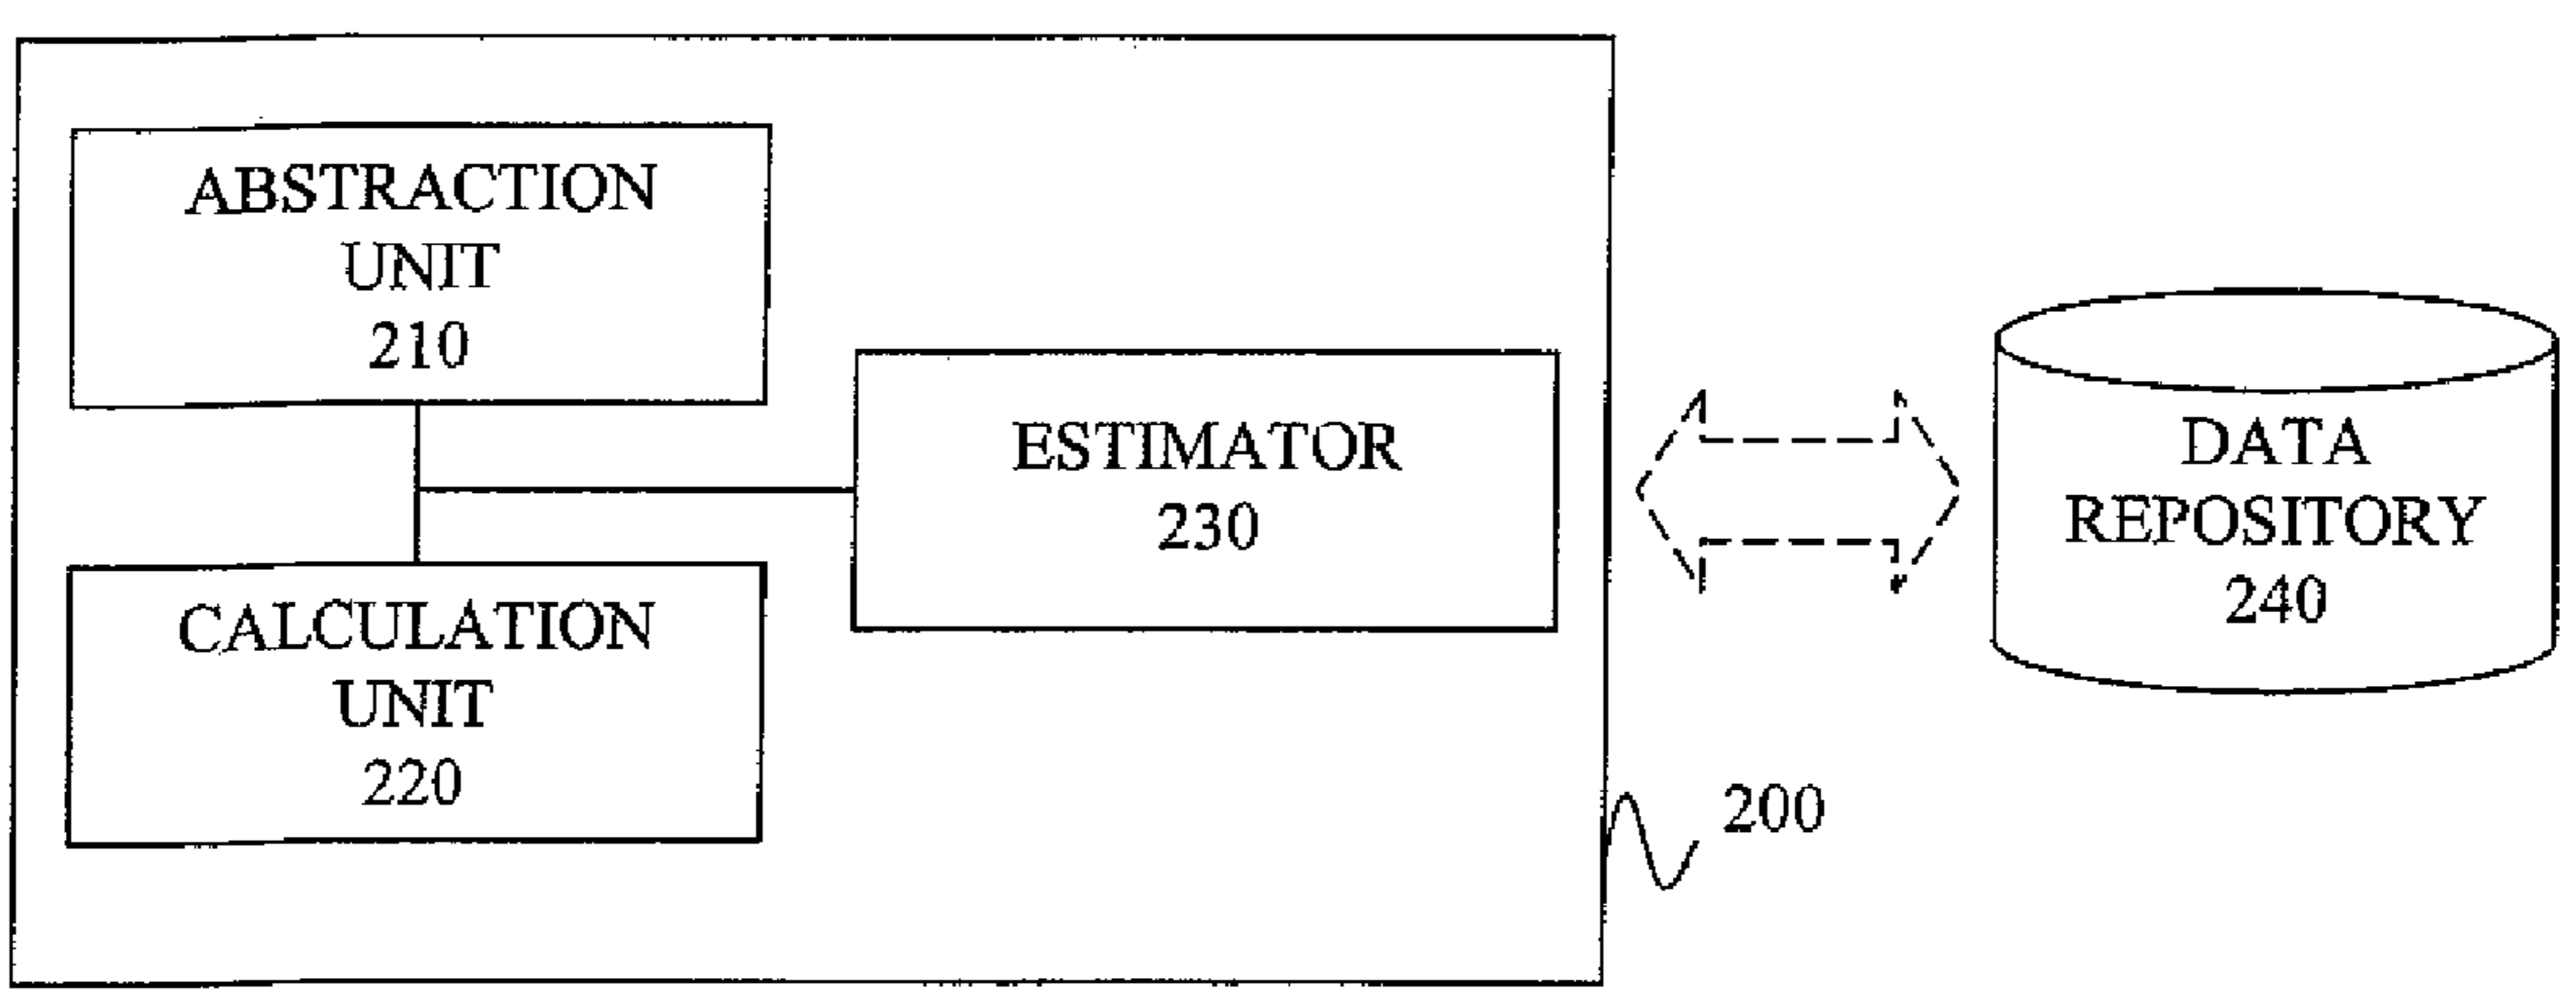 ABSTRACTION
UNIT
210
ESTIMATOR
230
CALCULATION
UNIT
220
DATA
REPOSITORY
240
200